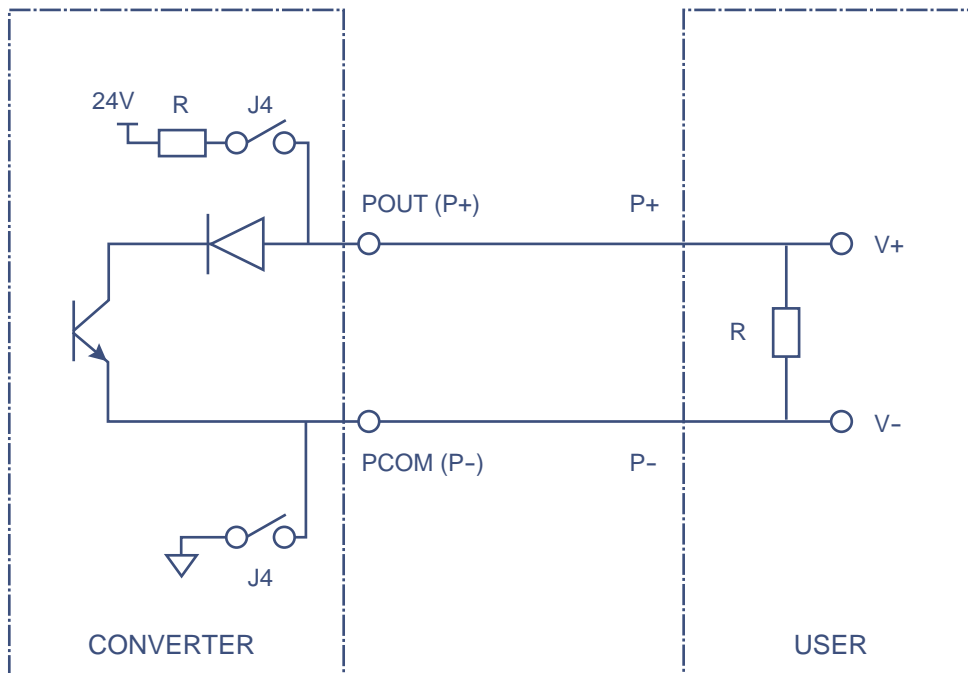 24V
R
J4
POUT (P+)
P+
V+
R
V-
PCOM (P-)
P-
J4
CONVERTER
USER